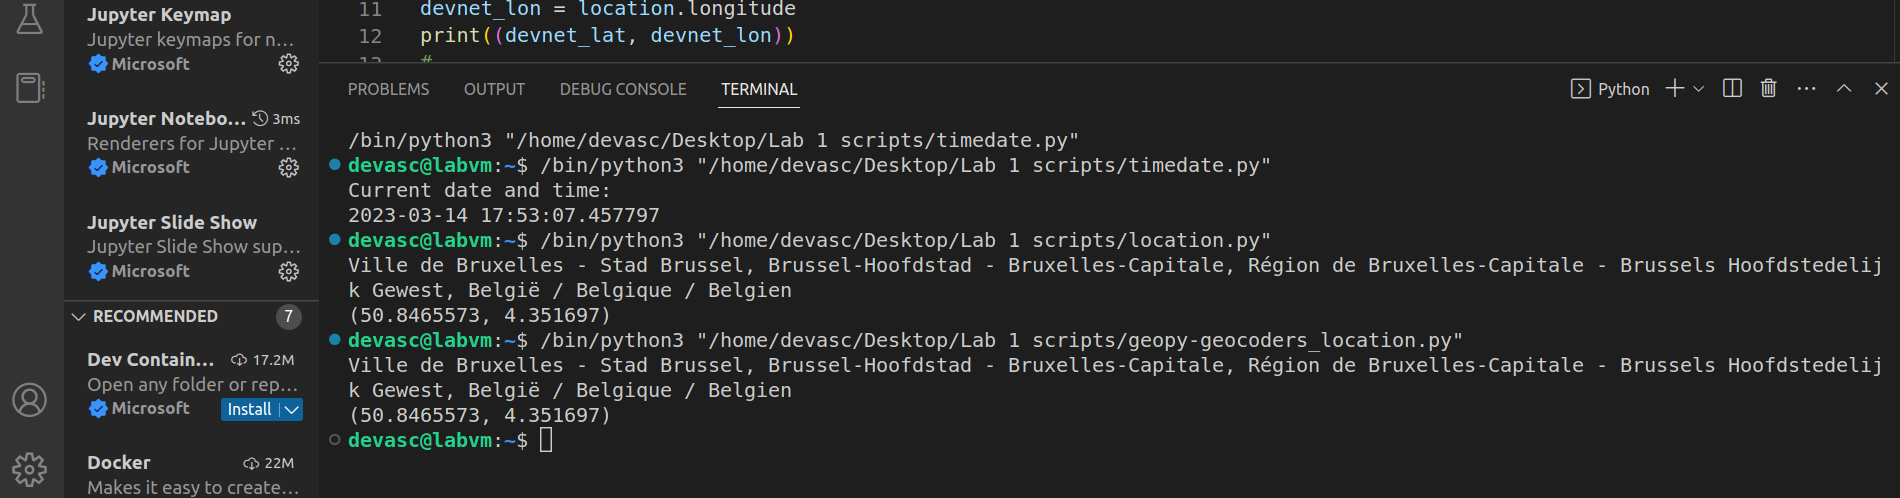 Jupyter Keymap
Jupyter keymaps for n...
Microsoft
Jupyter Notebo... 3ms
Renderers for Jupyter ...
Microsoft
Jupyter Slide Show
Jupyter Slide Show sup...
Microsoft
RECOMMENDED 7
Dev Contain... 17.2M
Open any folder or rep...
Microsoft Install
Docker 22M
Makes it easy to create...
11 devnet_lon = location.longitude
12 print((devnet_lat, devnet_lon))
13 #
PROBLEMS OUTPUT DEBUG CONSOLE TERMINAL Python
/bin/python3 "/home/devasc/Desktop/Lab 1 scripts/timedate.py"
devasc@labvm:~$ /bin/python3 "/home/devasc/Desktop/Lab 1 scripts/timedate.py"
Current date and time:
2023-03-14 17:53:07.457797
devasc@labvm:~$ /bin/python3 "/home/devasc/Desktop/Lab 1 scripts/location.py"
Ville de Bruxelles - Stad Brussel, Brussel-Hoofdstad - Bruxelles-Capitale, Région de Bruxelles-Capitale - Brussels Hoofdstedelij
k Gewest, België / Belgique / Belgien
(50.8465573, 4.351697)
devasc@labvm:~$ /bin/python3 "/home/devasc/Desktop/Lab 1 scripts/geopy-geocoders_location.py"
Ville de Bruxelles - Stad Brussel, Brussel-Hoofdstad - Bruxelles-Capitale, Région de Bruxelles-Capitale - Brussels Hoofdstedelij
k Gewest, België / Belgique / Belgien
(50.8465573, 4.351697)
devasc@labvm:~$